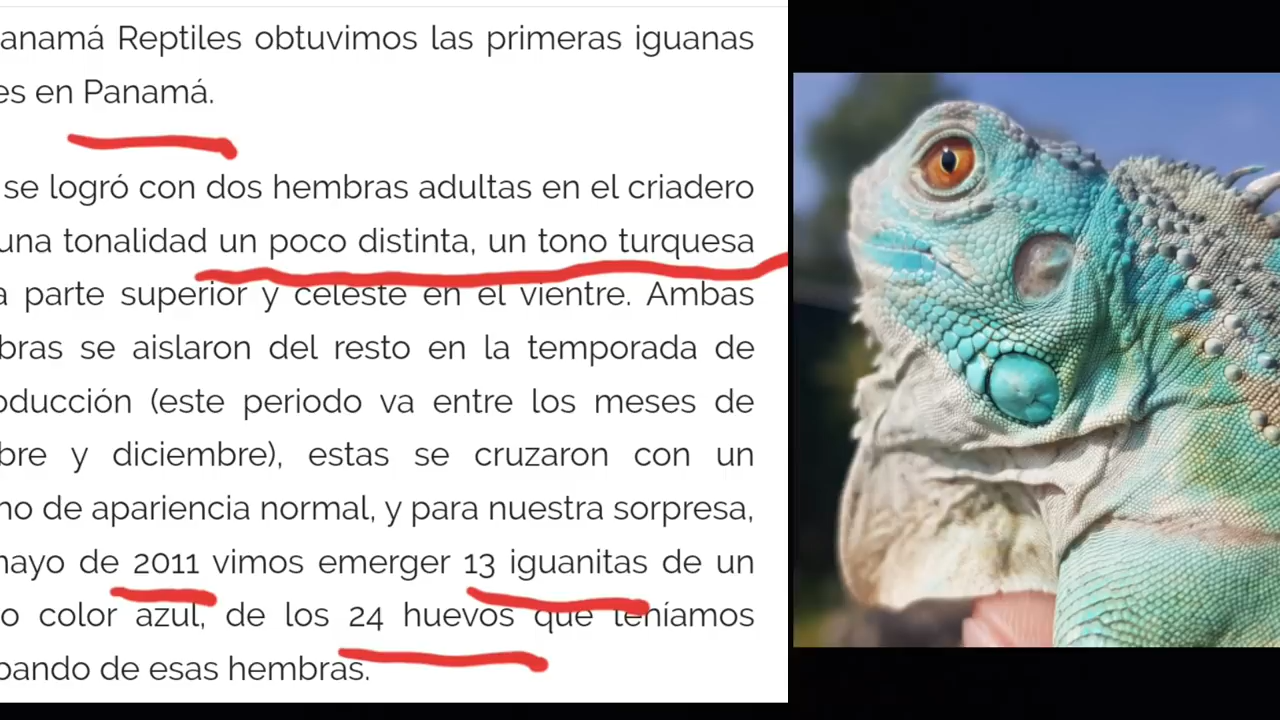 anamá Reptiles obtuvimos las primeras iguanas
es en Panamá.
se logró con dos hembras adultas en el criadero
una tonalidad un poco distinta, un tono turquesa
a parte superior y celeste en el vientre. Ambas
bras se aislaron del resto en la temporada de
oducción (este periodo va entre los meses de
bre y diciembre), estas se cruzaron con un
ho de apariencia normal, y para nuestra sorpresa,
mayo de 2011 vimos emerger 13 iguanitas de un
o color azul, de los 24 huevos que teníamos
bando de esas hembras.